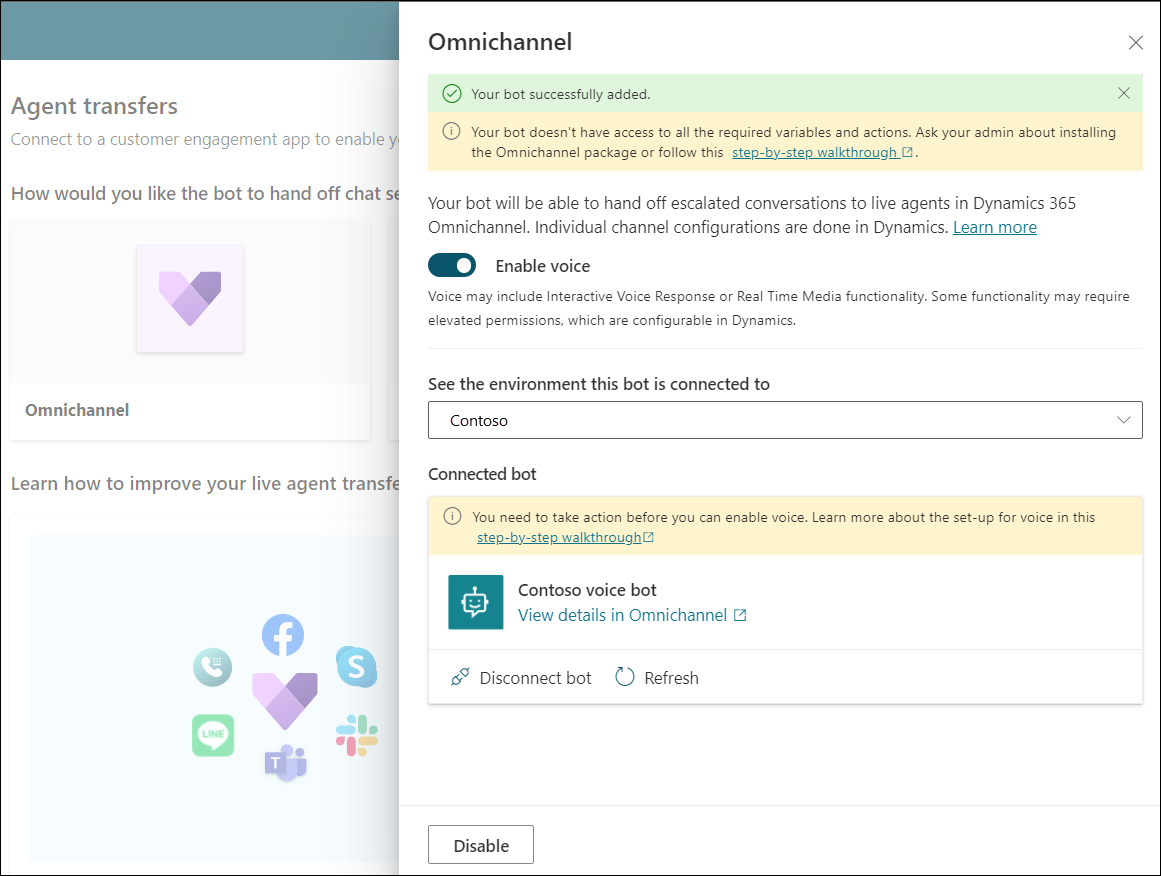 Agent transfers
Connect to a customer engagement app to enable
How would you like the bot to hand off chat
Omnichannel
Learn how to improve your live agent
LINE
S
T
Omnichannel
Your bot successfully added.
Your bot doesn't have access to all the required variables and actions. Ask your admin about installing
the Omnichannel package or follow this step-by-step walkthrough .
Your bot will be able to hand off escalated conversations to live agents in Dynamics 365
Omnichannel. Individual channel configurations are done in Dynamics. Learn more
Enable voice
Voice may include Interactive Voice Response or Real Time Media functionality. Some functionality may require
elevated permissions, which are configurable in Dynamics.
See the environment this bot is connected to
Contoso
Connected bot
You need to take action before you can enable voice. Learn more about the set-up for voice in this
step-by-step walkthrough
Contoso voice bot
View details in Omnichannel
Disconnect bot Refresh
Disable